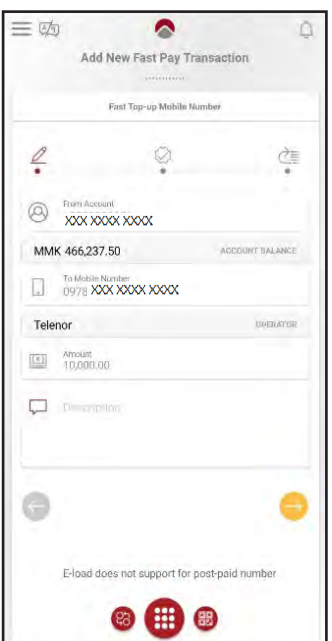 Add New Fast Pay Transaction
Fast Top-up Mobile Number
From Account
XXX XXXX XXXX
MMK 466,237.50 ACCOUNT BALANCE
To Mobile Number
0978 XXX XXXX XXXX
Telenor OPERATOR
Amount
10,000.00
Description
E-load does not support for post-paid number